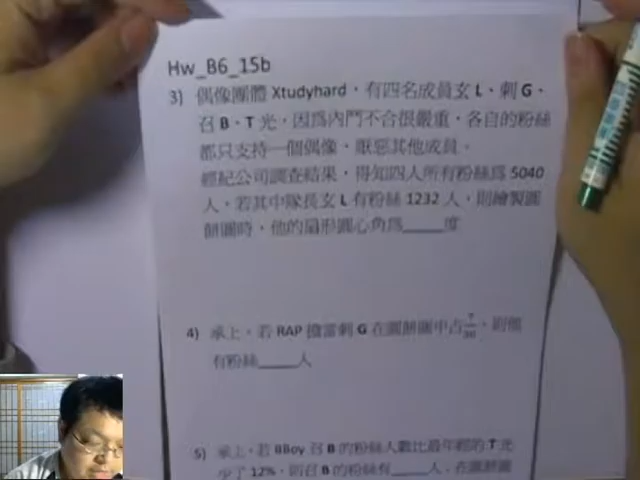 Hw_B6_15b
3) 偶像團體 Xtudyhard，有四名成員玄 L、刺 G、
召 B、T 光，因為內鬥不合很嚴重，各自的粉絲
都只支持一個偶像，厭惡其他成員。
經紀公司調查結果，得知四人所有粉絲為 5040
人，若其中隊長玄 L 有粉絲 1232 人，則繪製圓
餅圖時，他的扇形圓心角為_____度
4) 承上，若 RAP 擔當刺 G 在圓餅圖中占7/30，則他
有粉絲_____人
5) 承上，若 BBoy 召 B 的粉絲人數比最年輕的 T 光
少了 12%，則召 B 的粉絲有_____人，在圓餅圖